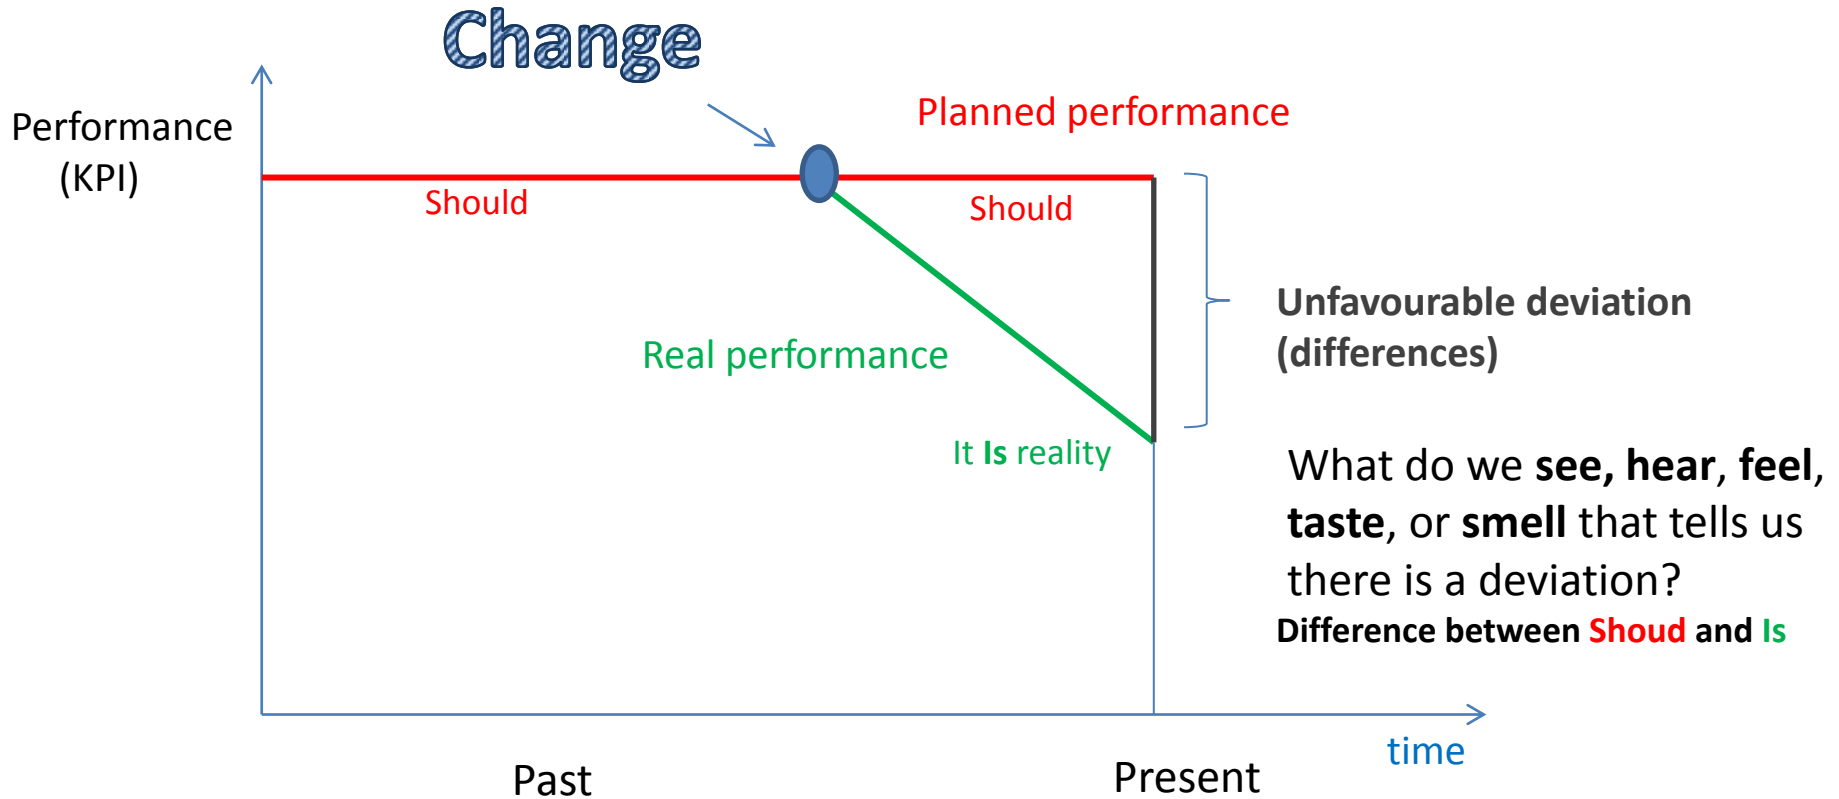 Change
Planned performance
Performance
(KPI)
Should
Should
Unfavourable deviation
(differences)
Real performance
It Is reality
What do we see, hear, feel,
taste, or smell that tells us
there is a deviation?
Difference between Shoud and Is
time
Past
Present